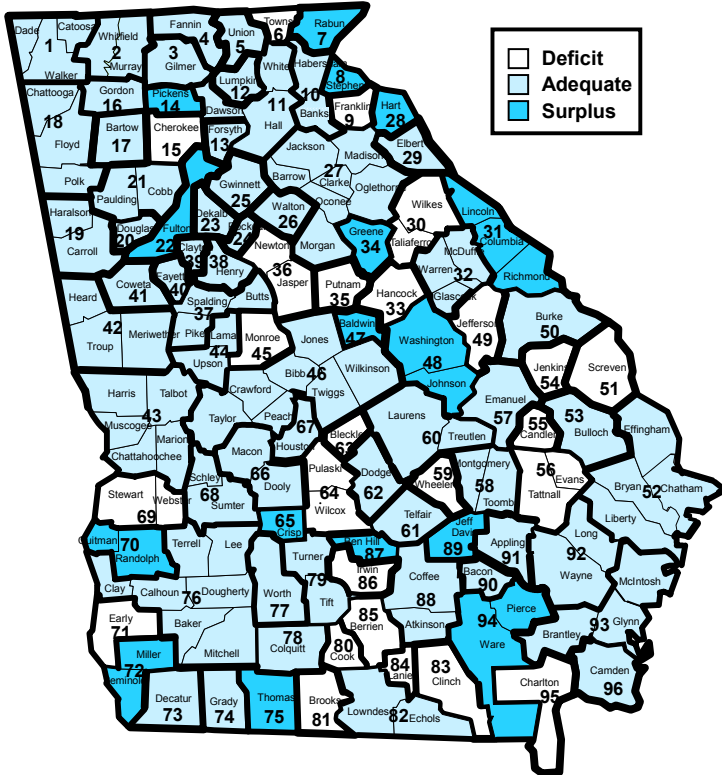 Deficit
Adequate
Surplus
Dade
Catoosa
1
Walker
Whitfield
2
Murray
Fannin
4
3
Gilmer
Union
5
Towns
6
Rabun
7
Chattooga
18
Floyd
Gordon
16
Pickens
14
Lumpkin
12
White
11
Hall
Habersham
10
Banks
8
Stephens
Franklin
9
Hart
28
Dawson
Bartow
17
Cherokee
15
Forsyth
13
Jackson
Madison
Elbert
29
Polk
21
Cobb
Paulding
Gwinnett
25
Barrow
27
Clarke
Oglethorpe
Oconee
Wilkes
30
Taliaferro
Lincoln
31
Columbia
Richmond
Haralson
19
Carroll
Douglas
20
Fulton
22
Dekalb
23
Rockdale
24
Walton
26
Morgan
Greene
34
McDuffie
Warren
32
Glascock
Clayton
39
38
Henry
Newton
36
Jasper
Putnam
35
Hancock
33
Heard
Coweta
41
Fayette
40
Spalding
37
Butts
42
Troup
Meriwether
Pike
Lamar
44
Upson
Monroe
45
Jones
Baldwin
47
Washington
48
Johnson
Jefferson
49
Burke
50
Jenkins
54
Screven
51
Bibb
46
Wilkinson
Twiggs
Harris
Talbot
43
Muscogee
Marion
Chattahoochee
Crawford
Taylor
Peach
67
Houston
Laurens
60
Treutlen
Emanuel
57
55
Candler
53
Bulloch
Effingham
Macon
66
Dooly
Bleckley
63
Pulaski
64
Wilcox
Dodge
62
59
Wheeler
Montgomery
58
Toombs
56
Evans
Tattnall
Bryan
52
Chatham
Liberty
Stewart
Webster
69
Schley
68
Sumter
65
Crisp
Telfair
61
Jeff
Davis
89
Appling
91
Long
92
Wayne
McIntosh
Quitman
70
Randolph
Terrell
Lee
Turner
79
Tift
Ben Hill
87
Irwin
86
Coffee
88
Atkinson
Bacon
90
Pierce
94
Ware
Clay
Calhoun
76
Dougherty
Worth
77
Early
71
Baker
Mitchell
78
Colquitt
85
Berrien
80
Cook
84
Lanier
83
Clinch
Brantley
93
Glynn
Miller
72
Seminole
Decatur
73
Grady
74
Thomas
75
Brooks
81
Lowndes
82
Echols
Charlton
95
Camden
96